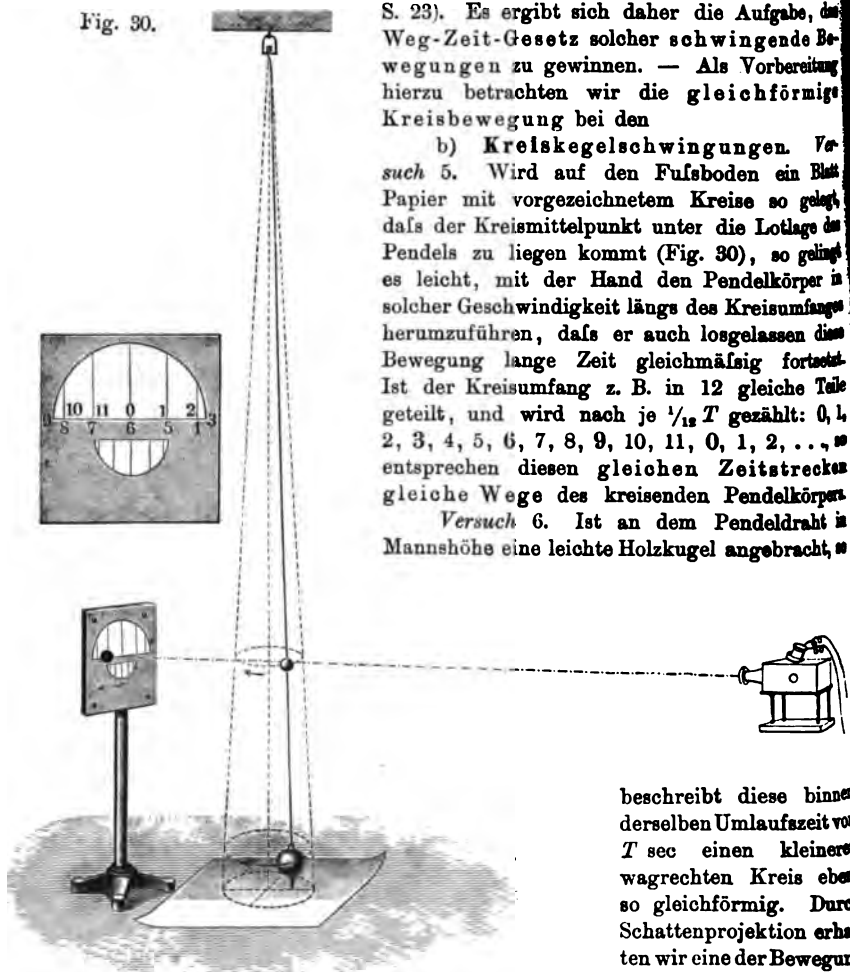 Fig. 30.
S. 23). Es ergibt sich daher die Aufgabe, das
Weg-Zeit-Gesetz solcher schwingende Be-
wegungen zu gewinnen. — Als Vorbereitung
hierzu betrachten wir die gleichförmige
Kreisbewegung bei den
b) Kreiskegelschwingungen. Ver-
such 5. Wird auf den Fuſsboden ein Blatt
Papier mit vorgezeichnetem Kreise so gelegt,
daſs der Kreismittelpunkt unter die Lotlage des
Pendels zu liegen kommt (Fig. 30), so gelingt
es leicht, mit der Hand den Pendelkörper in
solcher Geschwindigkeit längs des Kreisumfanges
herumzuführen, daſs er auch losgelassen diese
Bewegung lange Zeit gleichmäſsig fortsetzt.
Ist der Kreisumfang z. B. in 12 gleiche Teile
geteilt, und wird nach je 1/12 T gezählt: 0, 1,
2, 3, 4, 5, 6, 7, 8, 9, 10, 11, 0, 1, 2, . . ., so
entsprechen diesen gleichen Zeitstrecken
gleiche Wege des kreisenden Pendelkörpers.
Versuch 6. Ist an dem Pendeldraht in
Mannshöhe eine leichte Holzkugel angebracht, so
10 11 0 1 2 3
9 8 7 6 5 4
beschreibt diese binnen
derselben Umlaufszeit von
T sec einen kleineren
wagrechten Kreis eben
so gleichförmig. Durch
Schattenprojektion erhal
ten wir eine der Bewegun